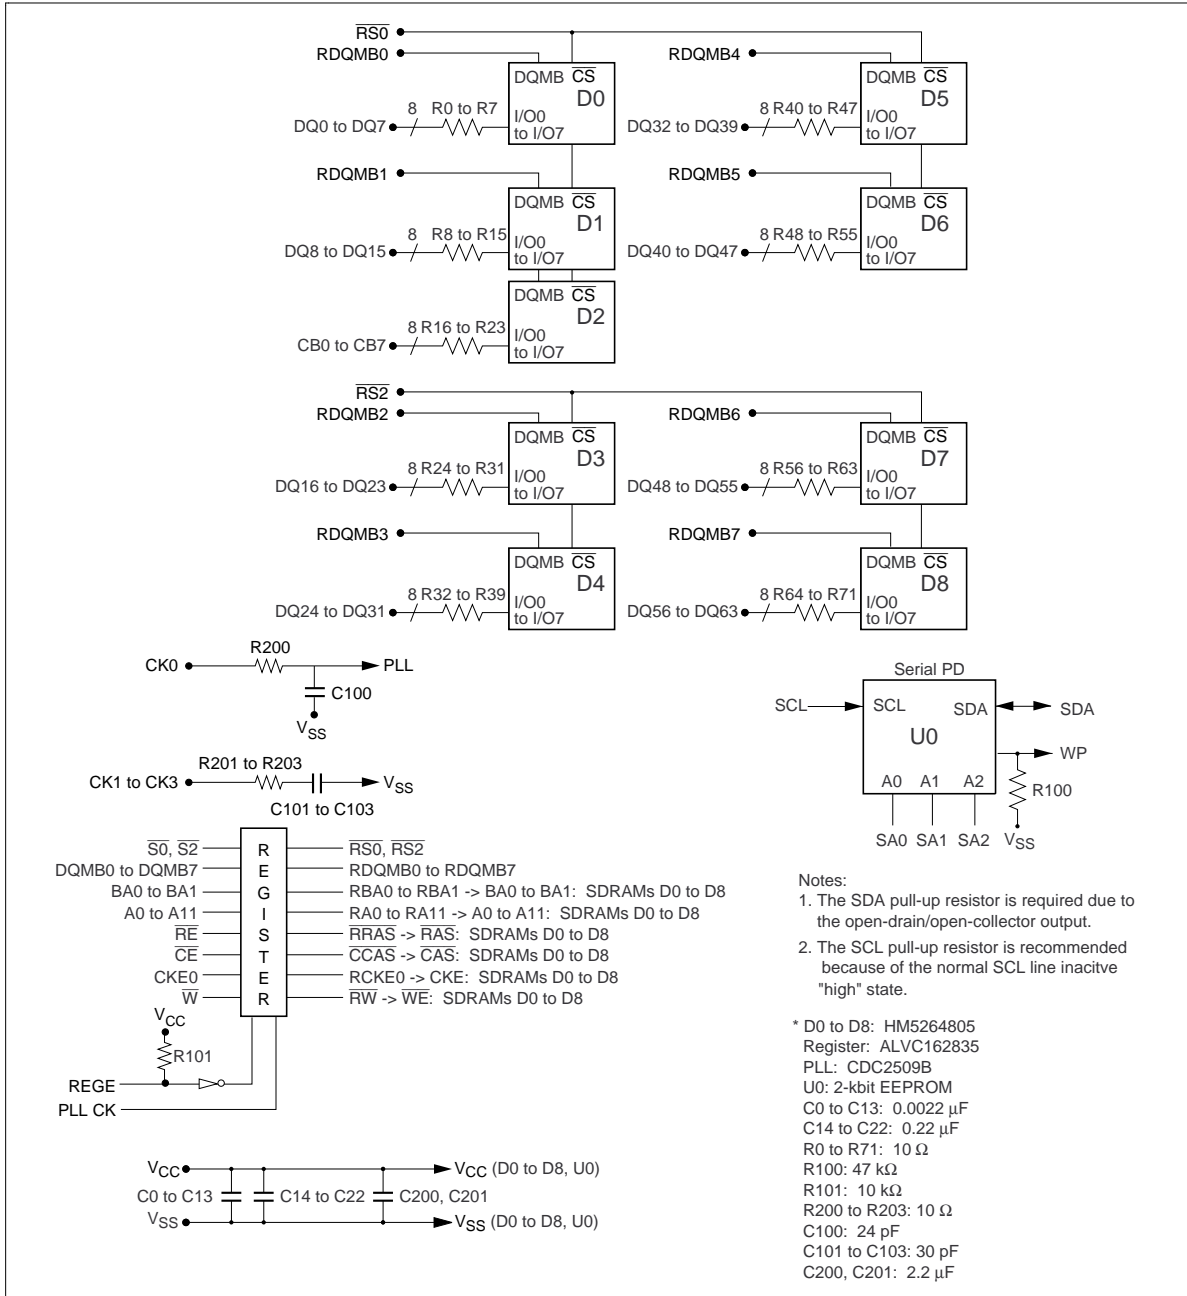 RS0
RDQMB0 RDQMB4
DQMB CS DQMB CS
D0 D5
8 R0 to R7 8 R40 to R47
I/O0 I/O0
DQ0 to DQ7 to I/O7 DQ32 to DQ39 to I/O7
RDQMB1 RDQMB5
DQMB CS DQMB CS
D1 D6
8 R8 to R15 8 R48 to R55
I/O0 I/O0
DQ8 to DQ15 to I/O7 DQ40 to DQ47 to I/O7
DQMB CS
D2
8 R16 to R23
I/O0
CB0 to CB7 to I/O7
RS2
RDQMB2 RDQMB6
DQMB CS DQMB CS
D3 D7
8 R24 to R31 8 R56 to R63
I/O0 I/O0
DQ16 to DQ23 to I/O7 DQ48 to DQ55 to I/O7
RDQMB3 RDQMB7
DQMB CS DQMB CS
D4 D8
8 R32 to R39 8 R64 to R71
I/O0 I/O0
DQ24 to DQ31 to I/O7 DQ56 to DQ63 to I/O7
R200
CK0 PLL
C100
VSS
R201 to R203
CK1 to CK3 VSS
C101 to C103
Serial PD
SCL SCL SDA SDA
U0
WP
A0 A1 A2 R100
SA0 SA1 SA2 VSS
S0, S2 R RS0, RS2
DQMB0 to DQMB7 E RDQMB0 to RDQMB7
BA0 to BA1 G RBA0 to RBA1 -> BA0 to BA1: SDRAMs D0 to D8
A0 to A11 I RA0 to RA11 -> A0 to A11: SDRAMs D0 to D8
RE S RRAS -> RAS: SDRAMs D0 to D8
CE T CCAS -> CAS: SDRAMs D0 to D8
CKE0 E RCKE0 -> CKE: SDRAMs D0 to D8
W R RW -> WE: SDRAMs D0 to D8
VCC
R101
REGE
PLL CK
VCC VCC (D0 to D8, U0)
C0 to C13 C14 to C22 C200, C201
VSS VSS (D0 to D8, U0)
Notes:
1. The SDA pull-up resistor is required due to
the open-drain/open-collector output.
2. The SCL pull-up resistor is recommended
because of the normal SCL line inacitve
"high" state.
* D0 to D8: HM5264805
Register: ALVC162835
PLL: CDC2509B
U0: 2-kbit EEPROM
C0 to C13: 0.0022 µF
C14 to C22: 0.22 µF
R0 to R71: 10 Ω
R100: 47 kΩ
R101: 10 kΩ
R200 to R203: 10 Ω
C100: 24 pF
C101 to C103: 30 pF
C200, C201: 2.2 µF